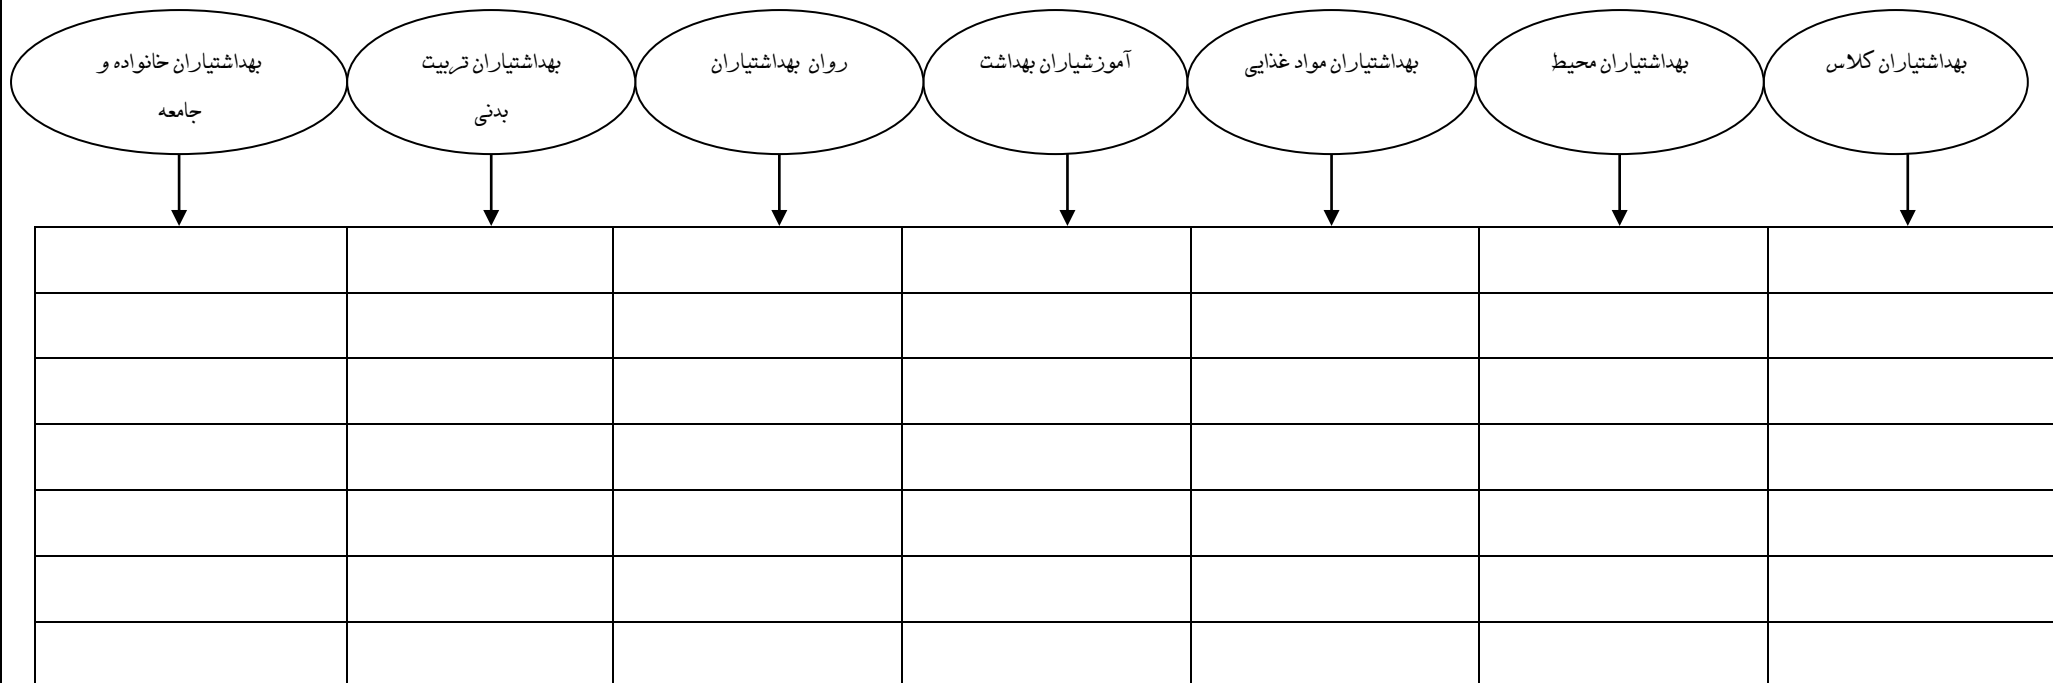 بهداشتیاران کلاس
بهداشتیاران محیط
بهداشتیاران مواد غذایی
آموزشیاران بهداشت
روان بهداشتیاران
بهداشتیاران تربیت
بدنی
بهداشتیاران خانواده و
جامعه